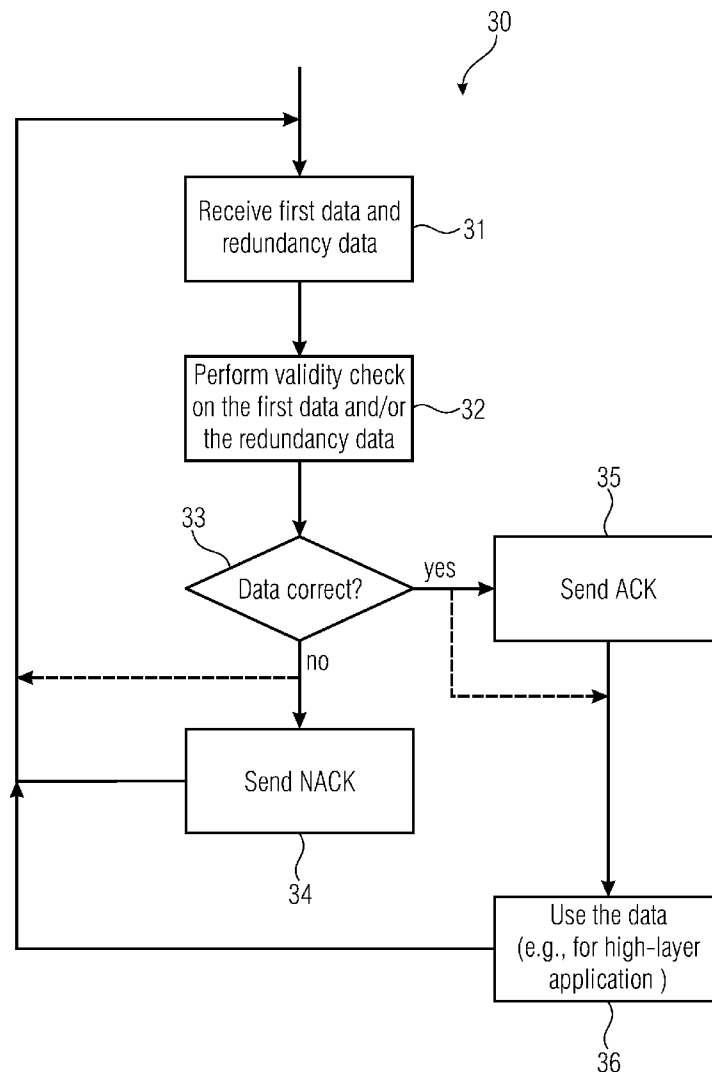 30
Receive first data and
redundancy data
31
Perform validity check
on the first data and/or
the redundancy data
32
33
Data correct?
yes
no
35
Send ACK
Send NACK
34
Use the data
(e.g., for high-layer
application )
36